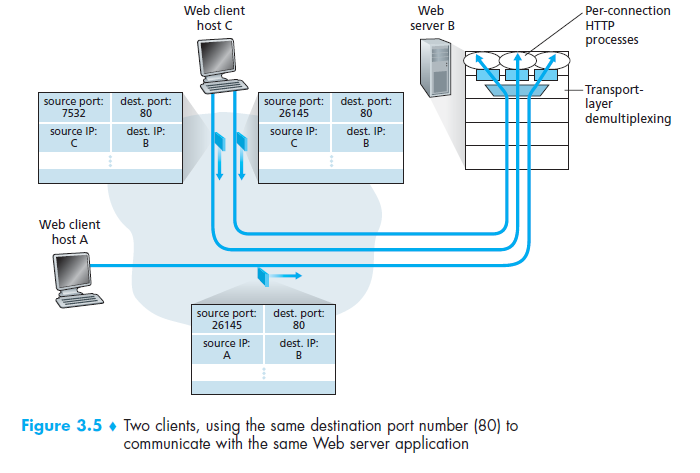 Web client
host C
Web
server B
Per-connection
HTTP
processes
Transport-
layer
demultiplexing
source port:
7532
dest. port:
80
source IP:
C
dest. IP:
B
source port:
26145
dest. port:
80
source IP:
C
dest. IP:
B
Web client
host A
source port:
26145
dest. port:
80
source IP:
A
dest. IP:
B
Figure 3.5 ♦ Two clients, using the same destination port number (80) to
communicate with the same Web server application